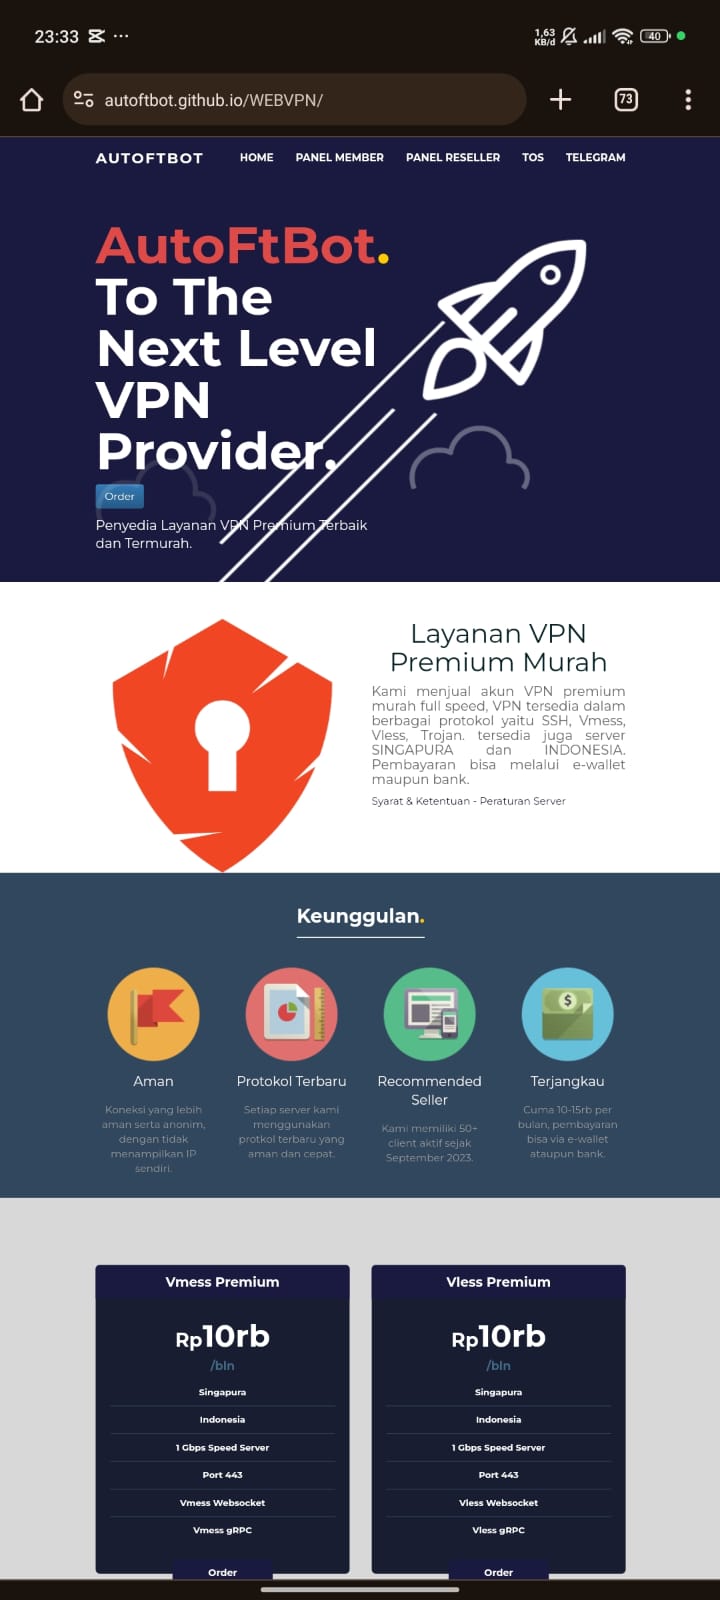 23:33
1,63
KB/d
40
autoftbot.github.io/WEBVPN/
73
AUTOFTBOT
HOME
PANEL MEMBER
PANEL RESELLER
TOS
TELEGRAM
AutoFtBot.
To The
Next Level
VPN
Provider.
Order
Penyedia Layanan VPN Premium Terbaik
dan Termurah.
Layanan VPN
Premium Murah
Kami menjual akun VPN premium
murah full speed, VPN tersedia dalam
berbagai protokol yaitu SSH, Vmess,
Vless, Trojan. tersedia juga server
SINGAPURA dan INDONESIA.
Pembayaran bisa melalui e-wallet
maupun bank.
Syarat & Ketentuan - Peraturan Server
Keunggulan.
Aman
Koneksi yang lebih
aman serta anonim,
dengan tidak
menampilkan IP
sendiri.
Protokol Terbaru
Setiap server kami
menggunakan
protkol terbaru yang
aman dan cepat.
Recommended
Seller
Kami memiliki 50+
client aktif sejak
September 2023.
Terjangkau
Cuma 10-15rb per
bulan, pembayaran
bisa via e-wallet
ataupun bank.
Vmess Premium
Rp10rb
/bln
Singapura
Indonesia
1 Gbps Speed Server
Port 443
Vmess Websocket
Vmess gRPC
Order
Vless Premium
Rp10rb
/bln
Singapura
Indonesia
1 Gbps Speed Server
Port 443
Vless Websocket
Vless gRPC
Order